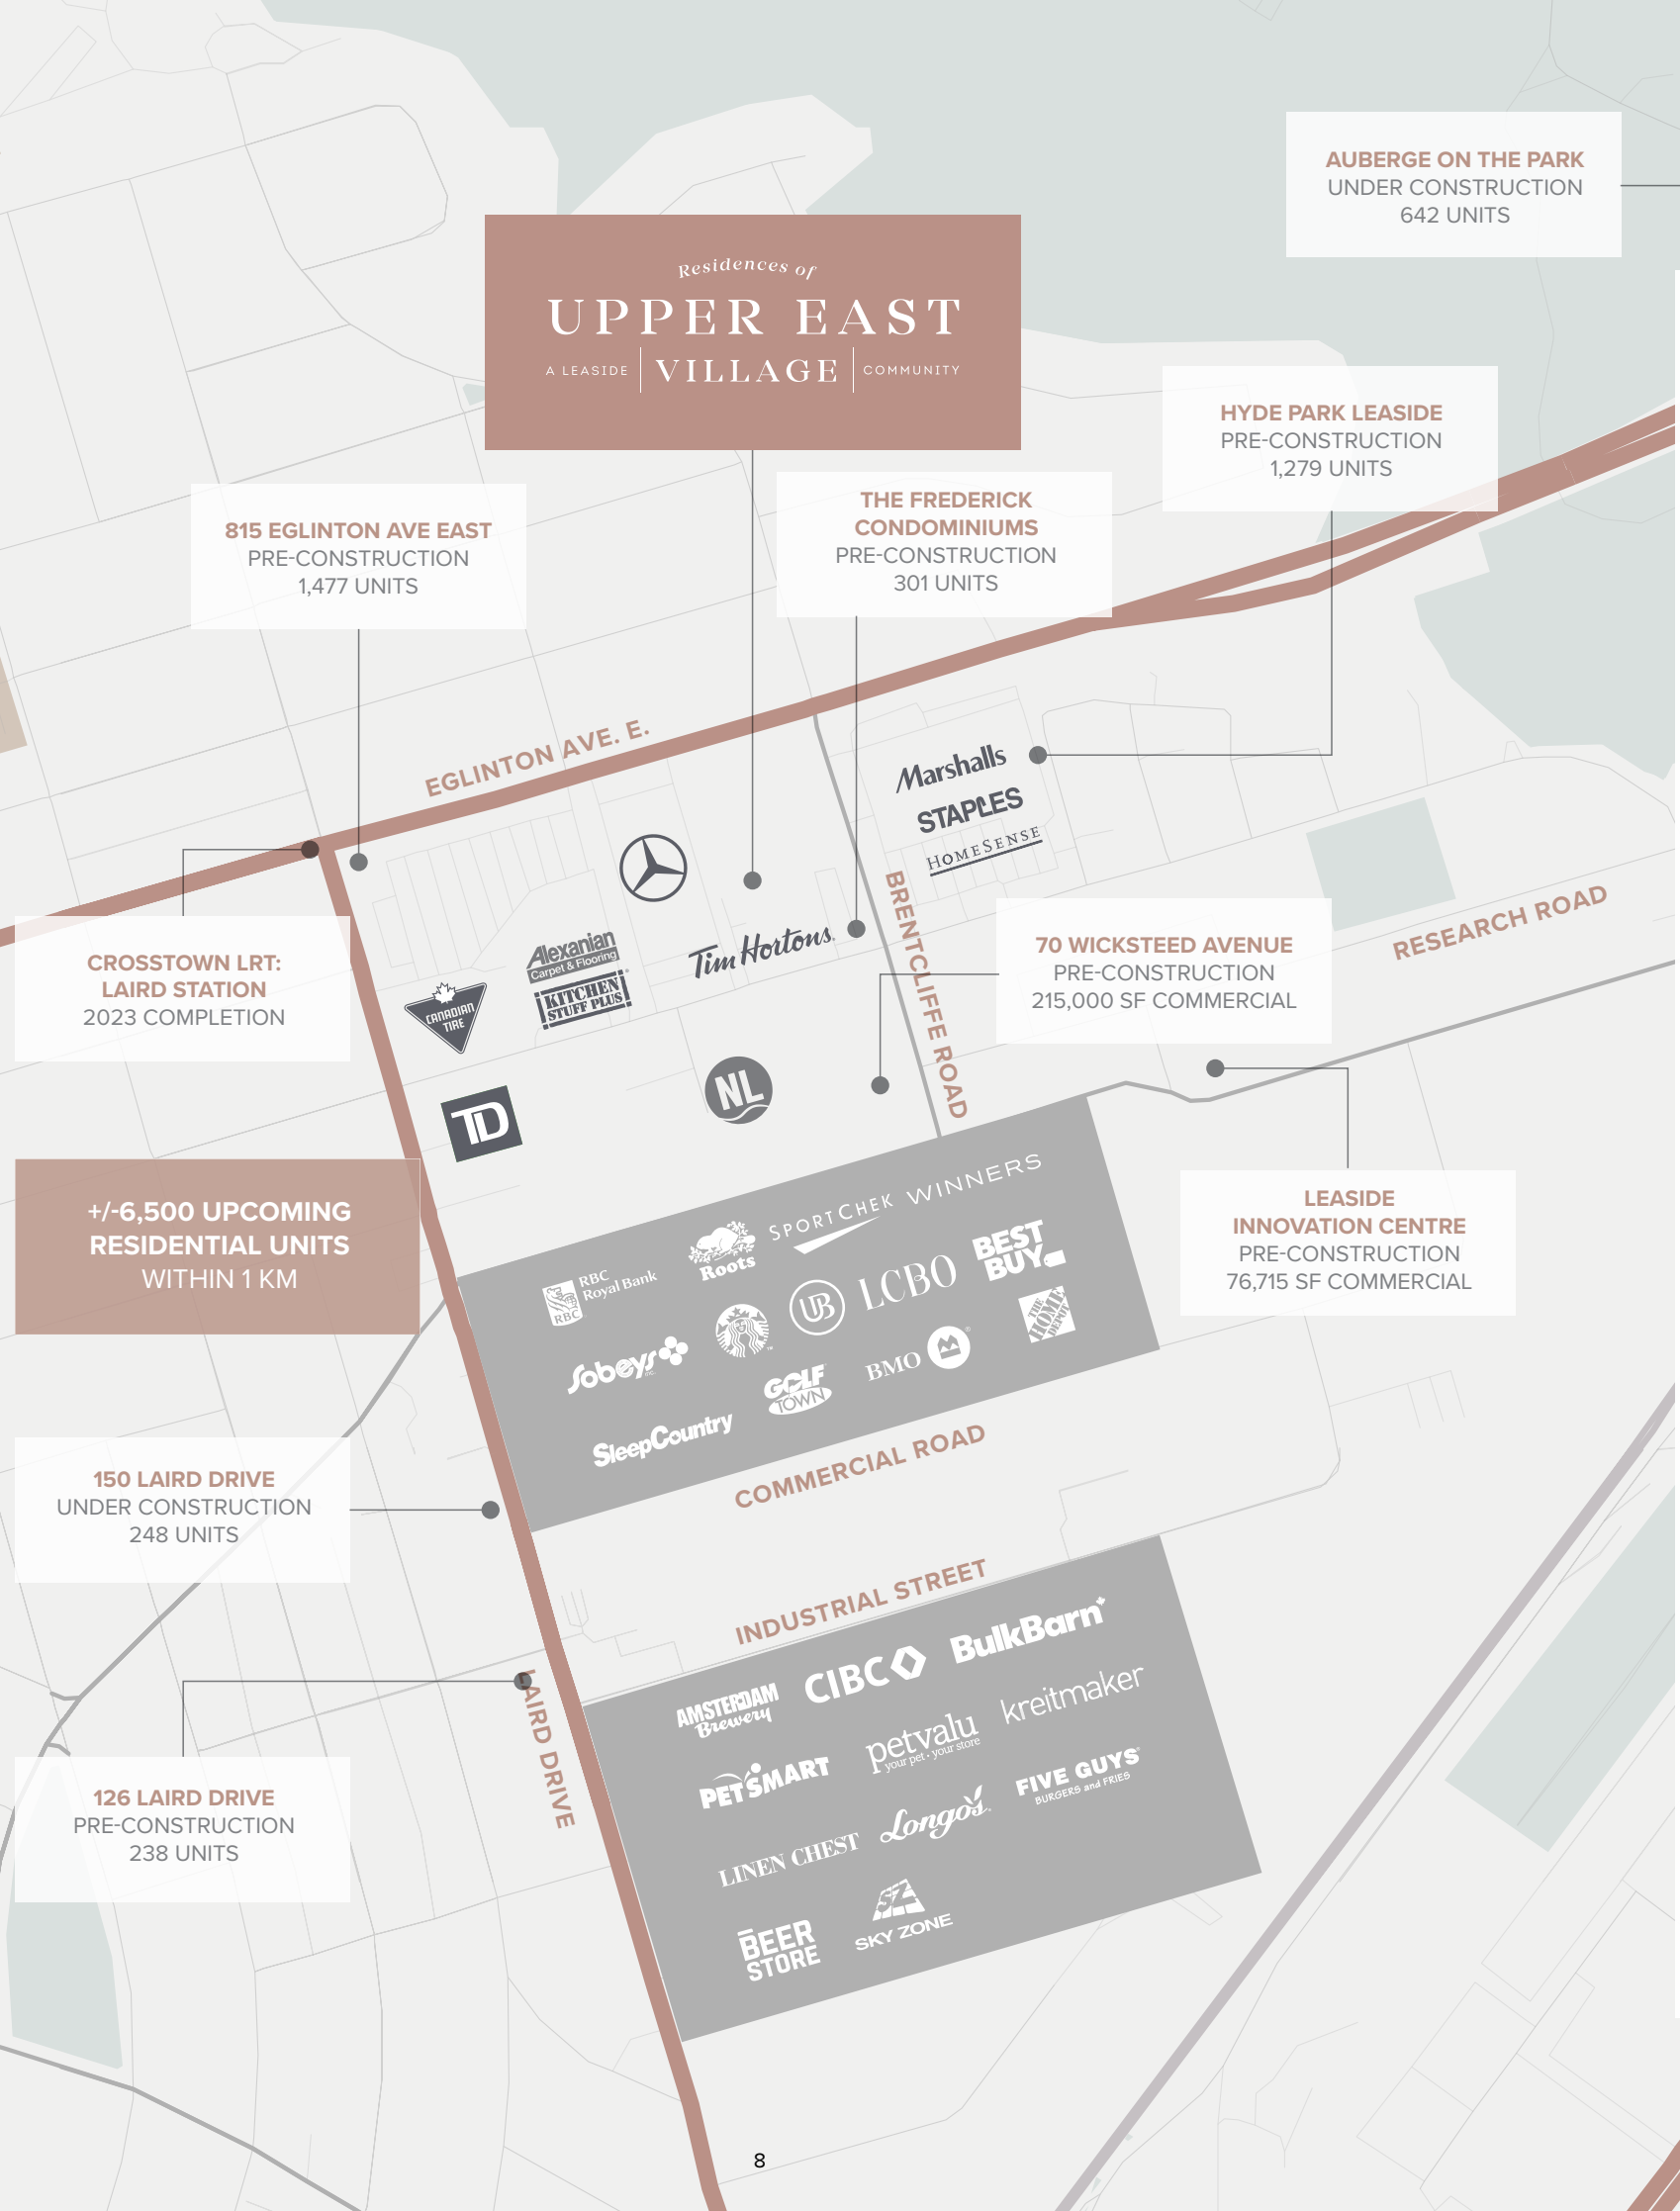 AUBERGE ON THE PARK
UNDER CONSTRUCTION
642 UNITS
Residences of
UPPER EAST
A LEASIDE
VILLAGE
COMMUNITY
HYDE PARK LEASIDE
PRE-CONSTRUCTION
1,279 UNITS
THE FREDERICK
CONDOMINIUMS
PRE-CONSTRUCTION
301 UNITS
815 EGLINTON AVE EAST
PRE-CONSTRUCTION
1,477 UNITS
EGLINTON AVE. E.
Marshalls
STAPLES
HOMESENSE
BRENTCLIFFE ROAD
RESEARCH ROAD
70 WICKSTEED AVENUE
PRE-CONSTRUCTION
215,000 SF COMMERCIAL
CROSSTOWN LRT:
LAIRD STATION
2023 COMPLETION
Alexanian
Carpet & Flooring
KITCHEN
STUFF PLUS
Tim Hortons
CANADIAN
TIRE
TD
NL
+/-6,500 UPCOMING
RESIDENTIAL UNITS
WITHIN 1 KM
LEASIDE
INNOVATION CENTRE
PRE-CONSTRUCTION
76,715 SF COMMERCIAL
RBC
RBC
Royal Bank
Roots
SPORTCHEK
WINNERS
Sobeys
INC.
UB
LCBO
BEST
BUY
SleepCountry
GOLF
TOWN
BMO
THE
HOME
DEPOT
COMMERCIAL ROAD
150 LAIRD DRIVE
UNDER CONSTRUCTION
248 UNITS
INDUSTRIAL STREET
LAIRD DRIVE
126 LAIRD DRIVE
PRE-CONSTRUCTION
238 UNITS
AMSTERDAM
Brewery
CIBC
BulkBarn
PETSMART
petvalu
your pet · your store
kreitmaker
LINEN CHEST
Longo's
FIVE GUYS
BURGERS and FRIES
BEER
STORE
SZ
SKY ZONE
8